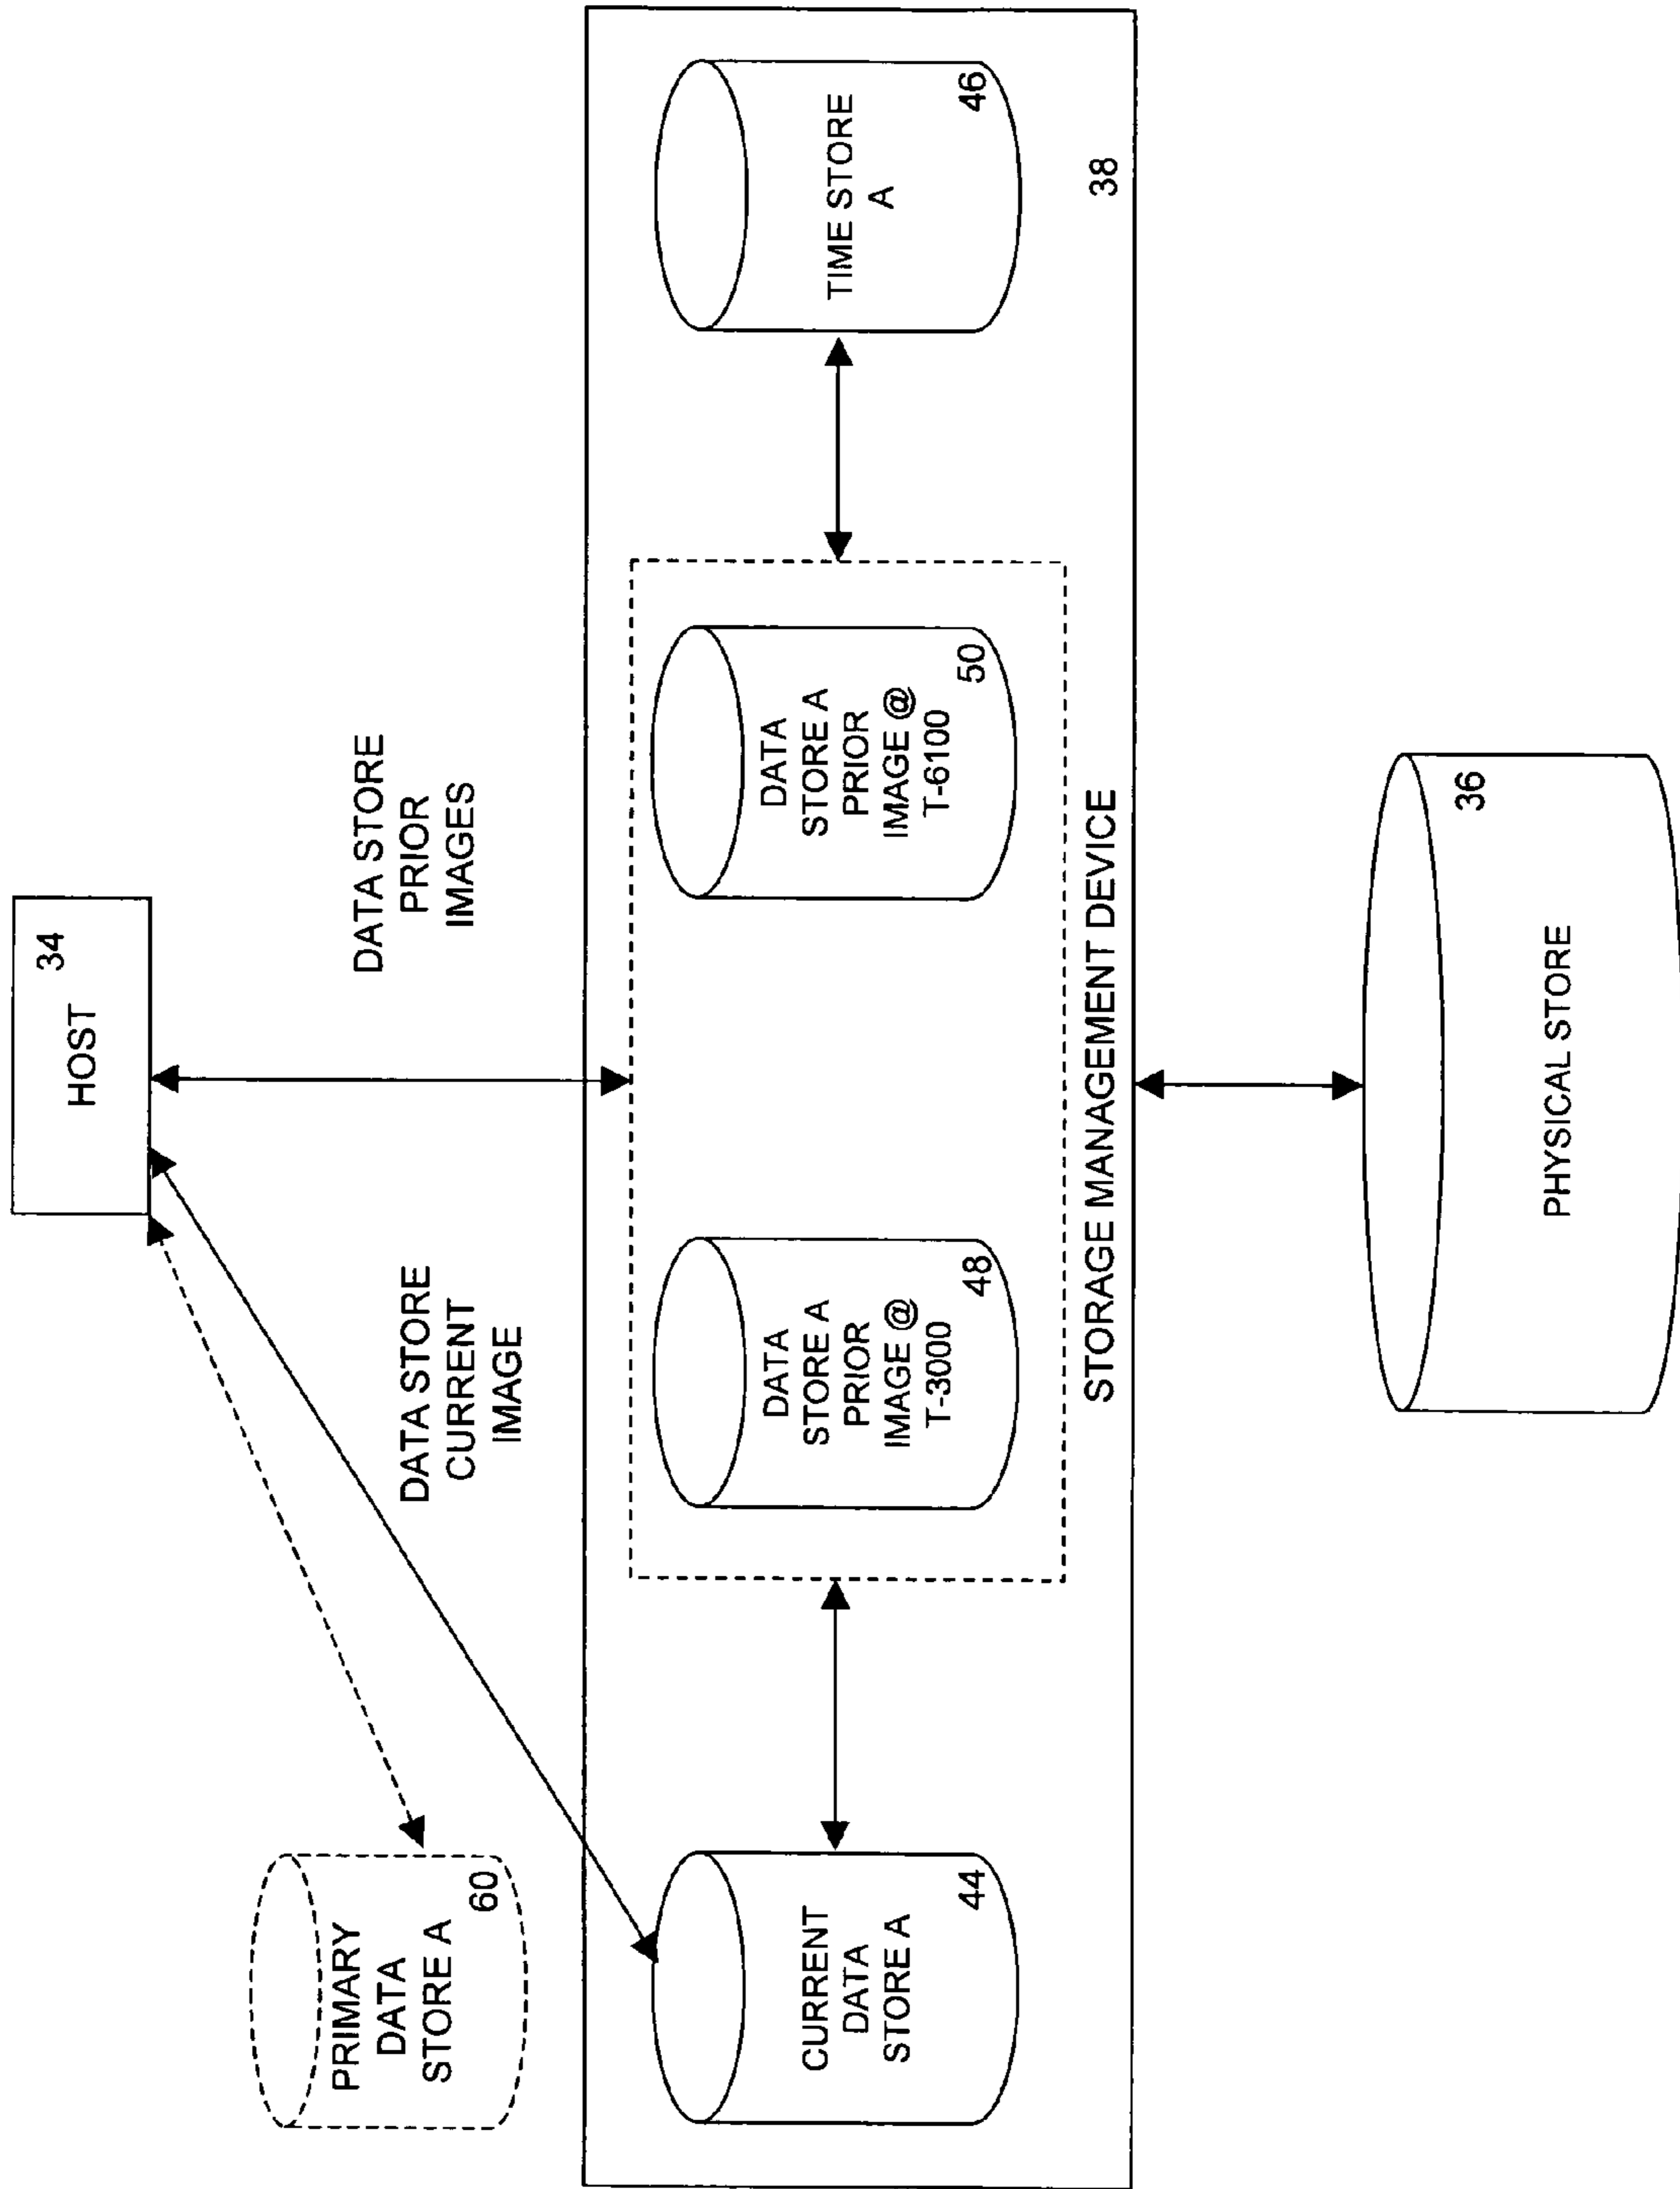 HOST
34
DATA STORE
PRIOR
IMAGES
DATA STORE
CURRENT
IMAGE
PRIMARY
DATA
STORE A
60
CURRENT
DATA
STORE A
44
DATA
STORE A
PRIOR
IMAGE @
T-3000
48
DATA
STORE A
PRIOR
IMAGE @
T-6100
50
TIME STORE
A
46
STORAGE MANAGEMENT DEVICE
38
PHYSICAL STORE
36